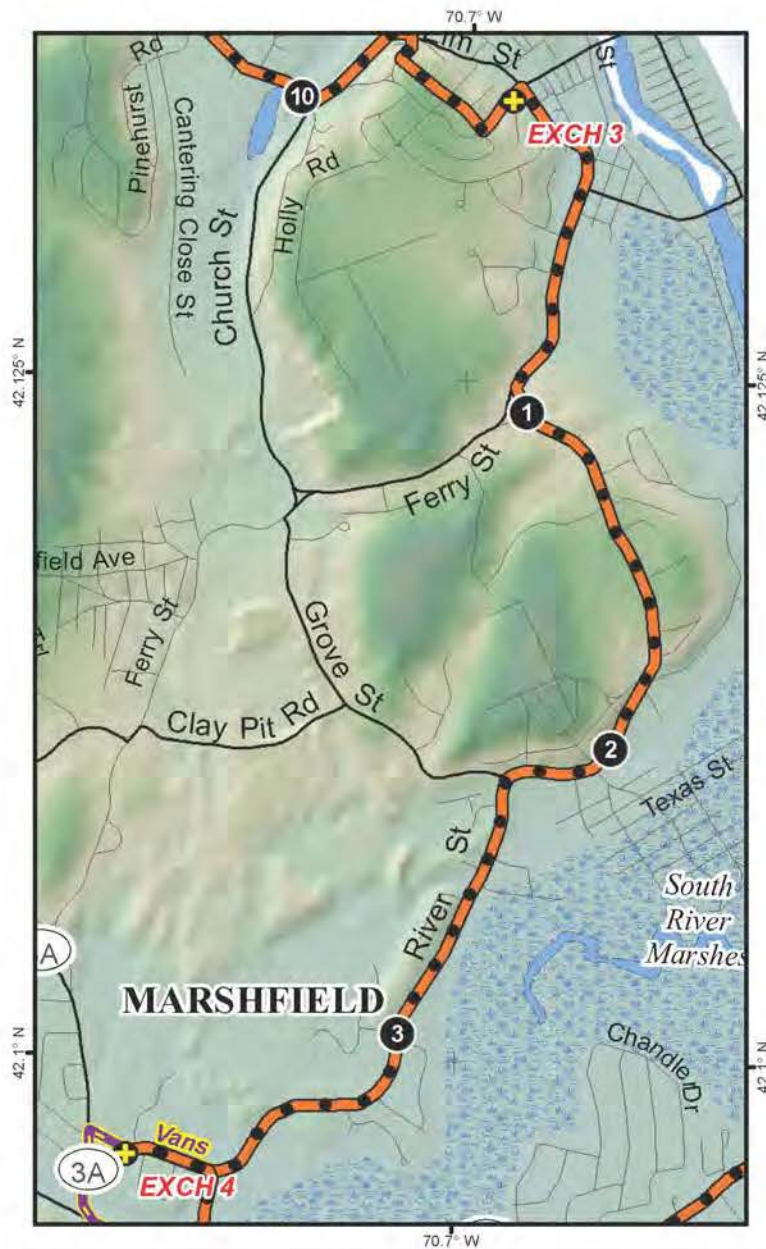 70.7° W
Elm St
St
Rd
10
EXCH 3
Pinehurst
Cantering Close St
Church St
Holly Rd
42.125° N
42.125° N
1
Ferry St
field Ave
Ferry St
Trl
Grove St
Clay Pit Rd
2
Texas St
River St
South
River
Marshes
A
MARSHFIELD
3
42.1° N
42.1° N
Chandler Dr
Vans
3A
EXCH 4
70.7° W